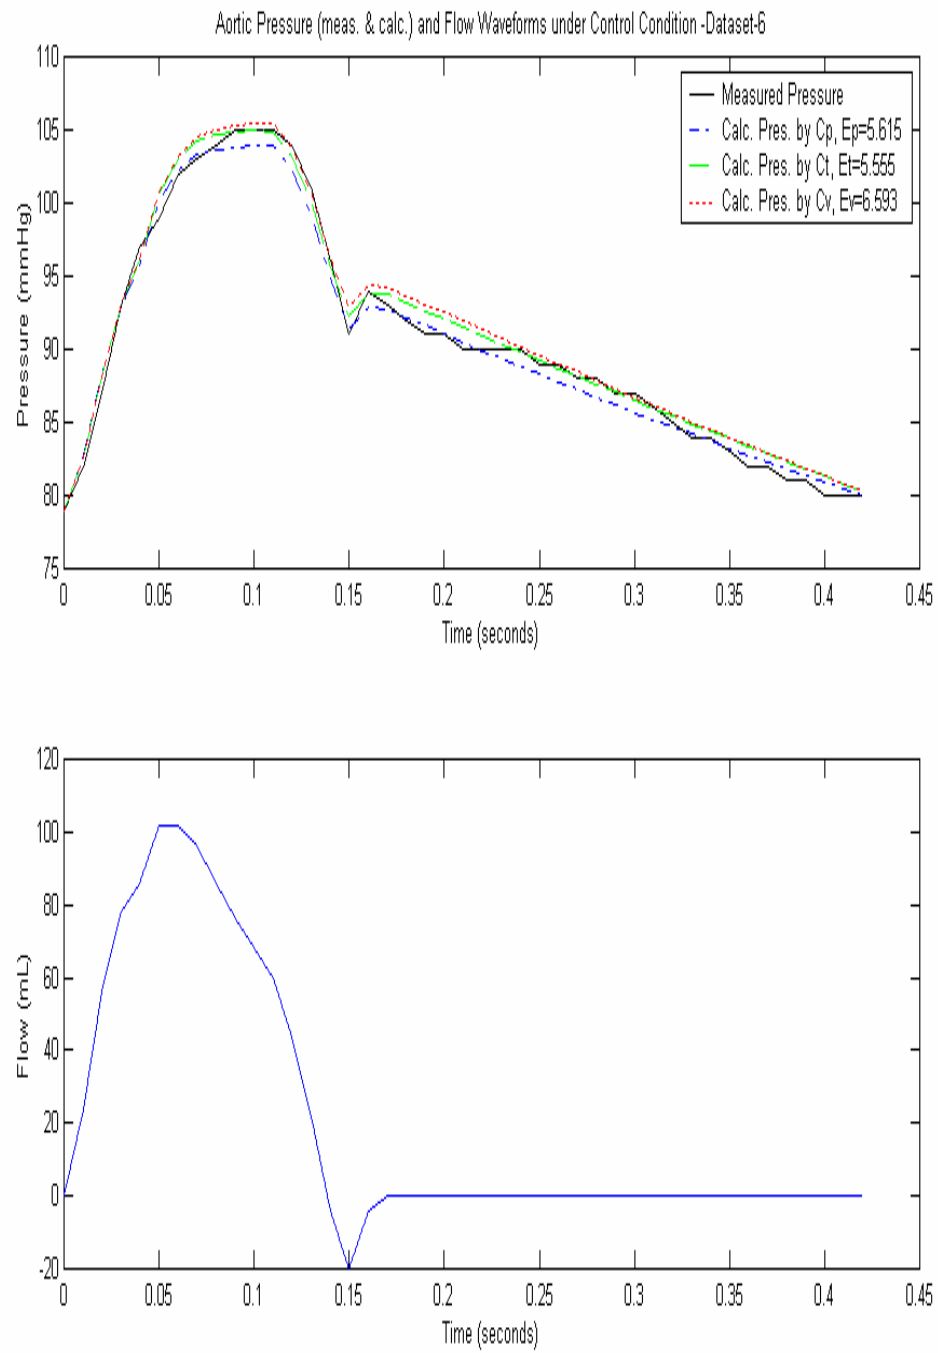 Aortic Pressure (meas. & calc.) and Flow Waveforms under Control Condition -Dataset-6
110
105
100
95
90
85
80
75
Pressure (mmHg)
Measured Pressure
Calc. Pres. by Cp, Ep=5.615
Calc. Pres. by Ct, Et=5.555
Calc. Pres. by Cv, Ev=6.593
0 0.05 0.1 0.15 0.2 0.25 0.3 0.35 0.4 0.45
Time (seconds)
120
100
80
60
40
20
0
-20
Flow (mL)
0 0.05 0.1 0.15 0.2 0.25 0.3 0.35 0.4 0.45
Time (seconds)